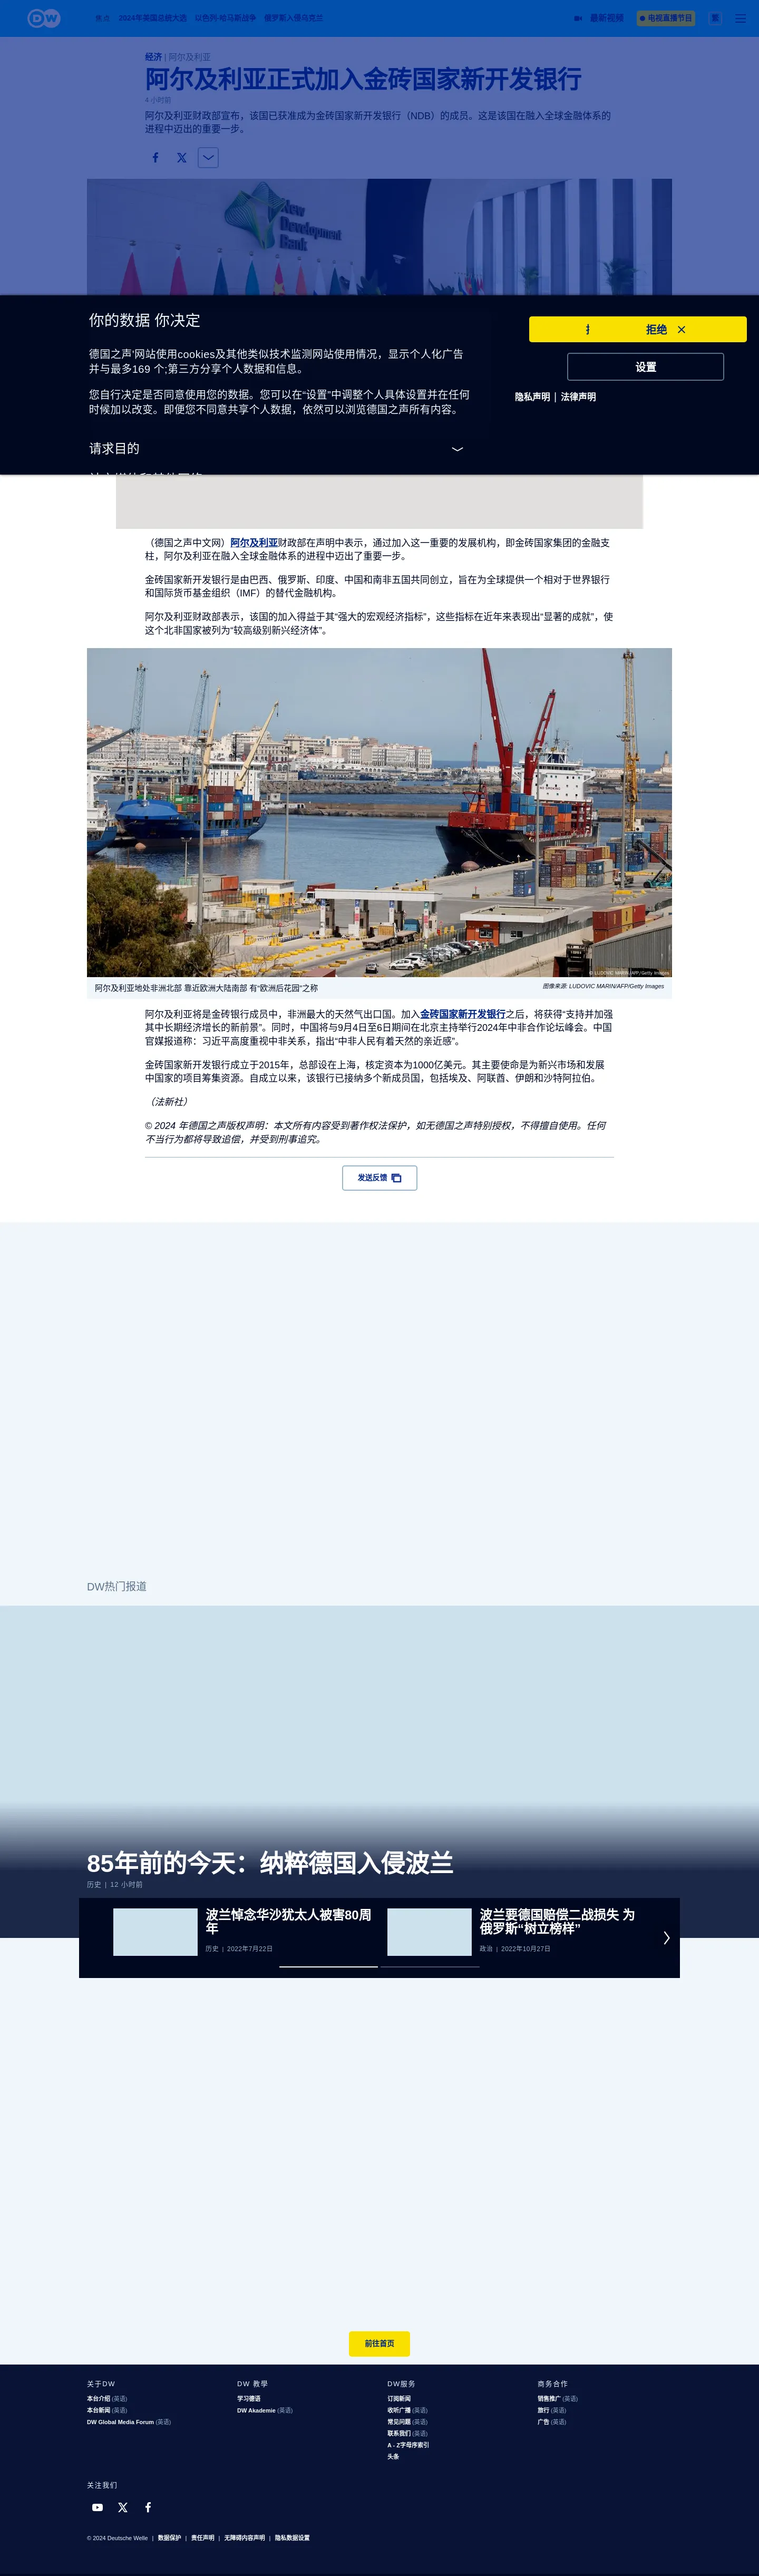 DW
焦点 2024年美国总统大选 以色列-哈马斯战争 俄罗斯入侵乌克兰
最新视频
电视直播节目
繁
经济 | 阿尔及利亚
阿尔及利亚正式加入金砖国家新开发银行
4 小时前
阿尔及利亚财政部宣布，该国已获准成为金砖国家新开发银行（NDB）的成员。这是该国在融入全球金融体系的
进程中迈出的重要一步。
New
Development
Bank
你的数据 你决定
拒绝
德国之声‘网站使用cookies及其他类似技术监测网站使用情况，显示个人化广告
并与最多169 个;第三方分享个人数据和信息。
设置
您自行决定是否同意使用您的数据。您可以在“设置”中调整个人具体设置并在任何
时候加以改变。即便您不同意共享个人数据，依然可以浏览德国之声所有内容。
隐私声明 | 法律声明
请求目的
（德国之声中文网）阿尔及利亚财政部在声明中表示，通过加入这一重要的发展机构，即金砖国家集团的金融支
柱，阿尔及利亚在融入全球金融体系的进程中迈出了重要一步。
金砖国家新开发银行是由巴西、俄罗斯、印度、中国和南非五国共同创立，旨在为全球提供一个相对于世界银行
和国际货币基金组织（IMF）的替代金融机构。
阿尔及利亚财政部表示，该国的加入得益于其“强大的宏观经济指标”，这些指标在近年来表现出“显著的成就”，使
这个北非国家被列为“较高级别新兴经济体”。
© LUDOVIC MARIN/AFP/Getty Images
阿尔及利亚地处非洲北部 靠近欧洲大陆南部 有“欧洲后花园”之称
图像来源: LUDOVIC MARIN/AFP/Getty Images
阿尔及利亚将是金砖银行成员中，非洲最大的天然气出口国。加入金砖国家新开发银行之后，将获得“支持并加强
其中长期经济增长的新前景”。同时，中国将与9月4日至6日期间在北京主持举行2024年中非合作论坛峰会。中国
官媒报道称：习近平高度重视中非关系，指出“中非人民有着天然的亲近感”。
金砖国家新开发银行成立于2015年，总部设在上海，核定资本为1000亿美元。其主要使命是为新兴市场和发展
中国家的项目筹集资源。自成立以来，该银行已接纳多个新成员国，包括埃及、阿联酋、伊朗和沙特阿拉伯。
（法新社）
© 2024 年德国之声版权声明：本文所有内容受到著作权法保护，如无德国之声特别授权，不得擅自使用。任何
不当行为都将导致追偿，并受到刑事追究。
发送反馈
DW热门报道
85年前的今天：纳粹德国入侵波兰
历史 | 12 小时前
波兰悼念华沙犹太人被害80周
年
历史 | 2022年7月22日
波兰要德国赔偿二战损失 为
俄罗斯“树立榜样”
政治 | 2022年10月27日
前往首页
关于DW
本台介绍 (英语)
本台新闻 (英语)
DW Global Media Forum (英语)
DW 教學
学习德语
DW Akademie (英语)
DW服务
订阅新闻
收听广播 (英语)
常见问题 (英语)
联系我们 (英语)
A - Z字母序索引
头条
商务合作
销售推广 (英语)
旅行 (英语)
广告 (英语)
关注我们
© 2024 Deutsche Welle | 数据保护 | 责任声明 | 无障碍内容声明 | 隐私数据设置